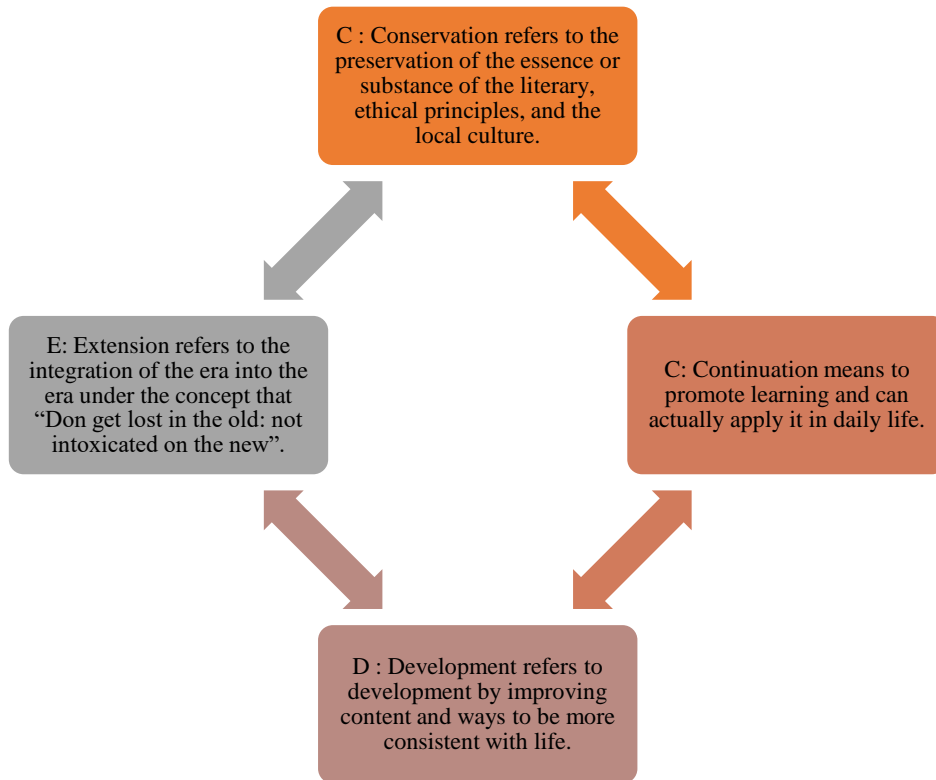 C : Conservation refers to the
preservation of the essence or
substance of the literary,
ethical principles, and the
local culture.
E: Extension refers to the
integration of the era into the
era under the concept that
“Don get lost in the old: not
intoxicated on the new”.
C: Continuation means to
promote learning and can
actually apply it in daily life.
D : Development refers to
development by improving
content and ways to be more
consistent with life.